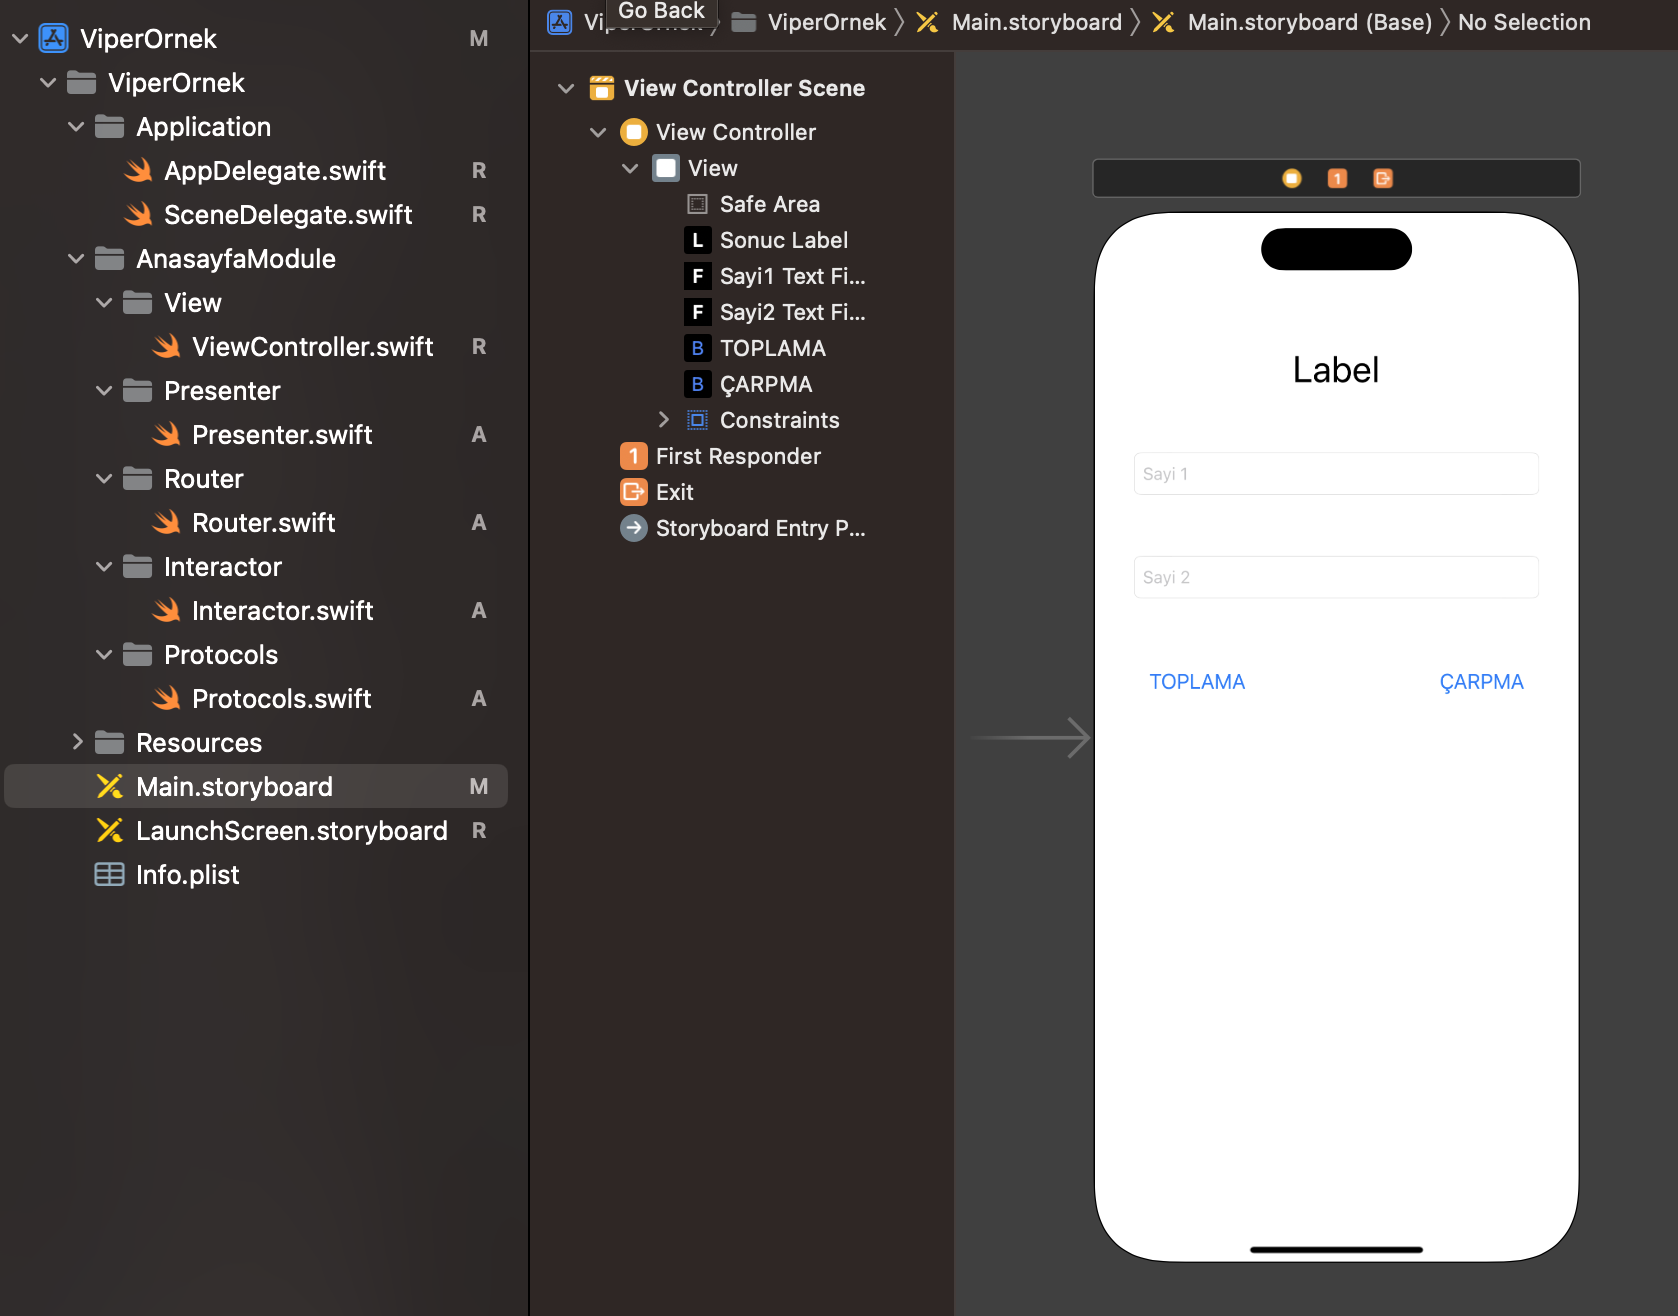 ViperOrnek M
ViperOrnek
Application
AppDelegate.swift R
SceneDelegate.swift R
AnasayfaModule
View
ViewController.swift R
Presenter
Presenter.swift A
Router
Router.swift A
Interactor
Interactor.swift A
Protocols
Protocols.swift A
Resources
Main.storyboard M
LaunchScreen.storyboard R
Info.plist
Go Back
ViperOrnek ViperOrnek Main.storyboard Main.storyboard (Base) No Selection
View Controller Scene
View Controller
View
Safe Area
L Sonuc Label
F Sayi1 Text Fi...
F Sayi2 Text Fi...
B TOPLAMA
B ÇARPMA
Constraints
1 First Responder
Exit
Storyboard Entry P...
1
Label
Sayi 1
Sayi 2
TOPLAMA ÇARPMA